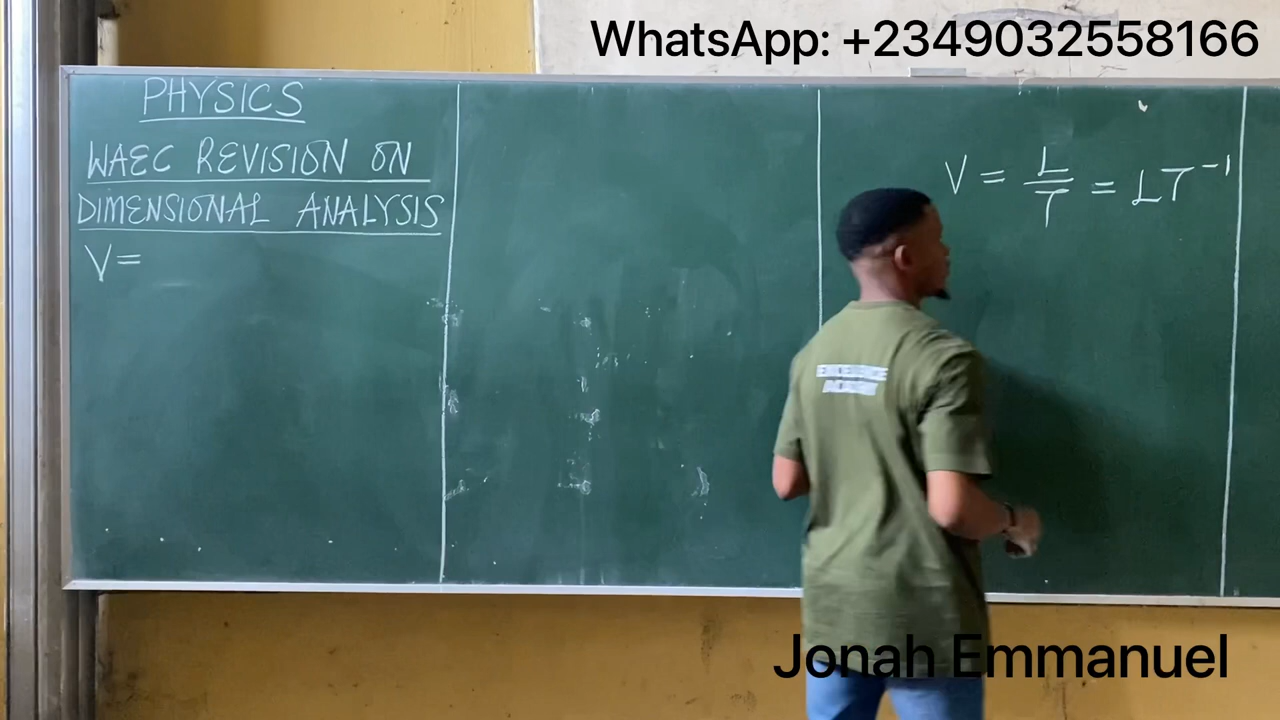 WhatsApp: +2349032558166
PHYSICS
WAEC REVISION ON
DIMENSIONAL ANALYSIS
V =
V = L/T = LT⁻¹
Jonah Emmanuel